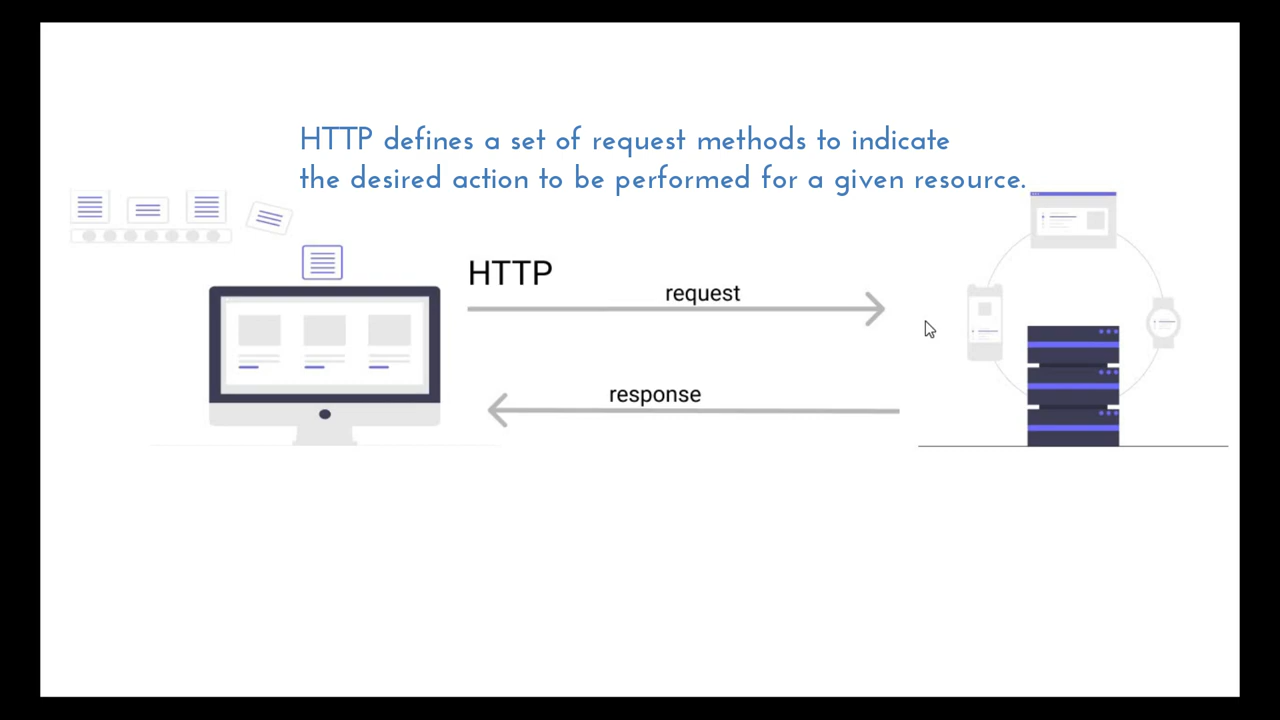 HTTP defines a set of request methods to indicate
the desired action to be performed for a given resource.
HTTP
request
response